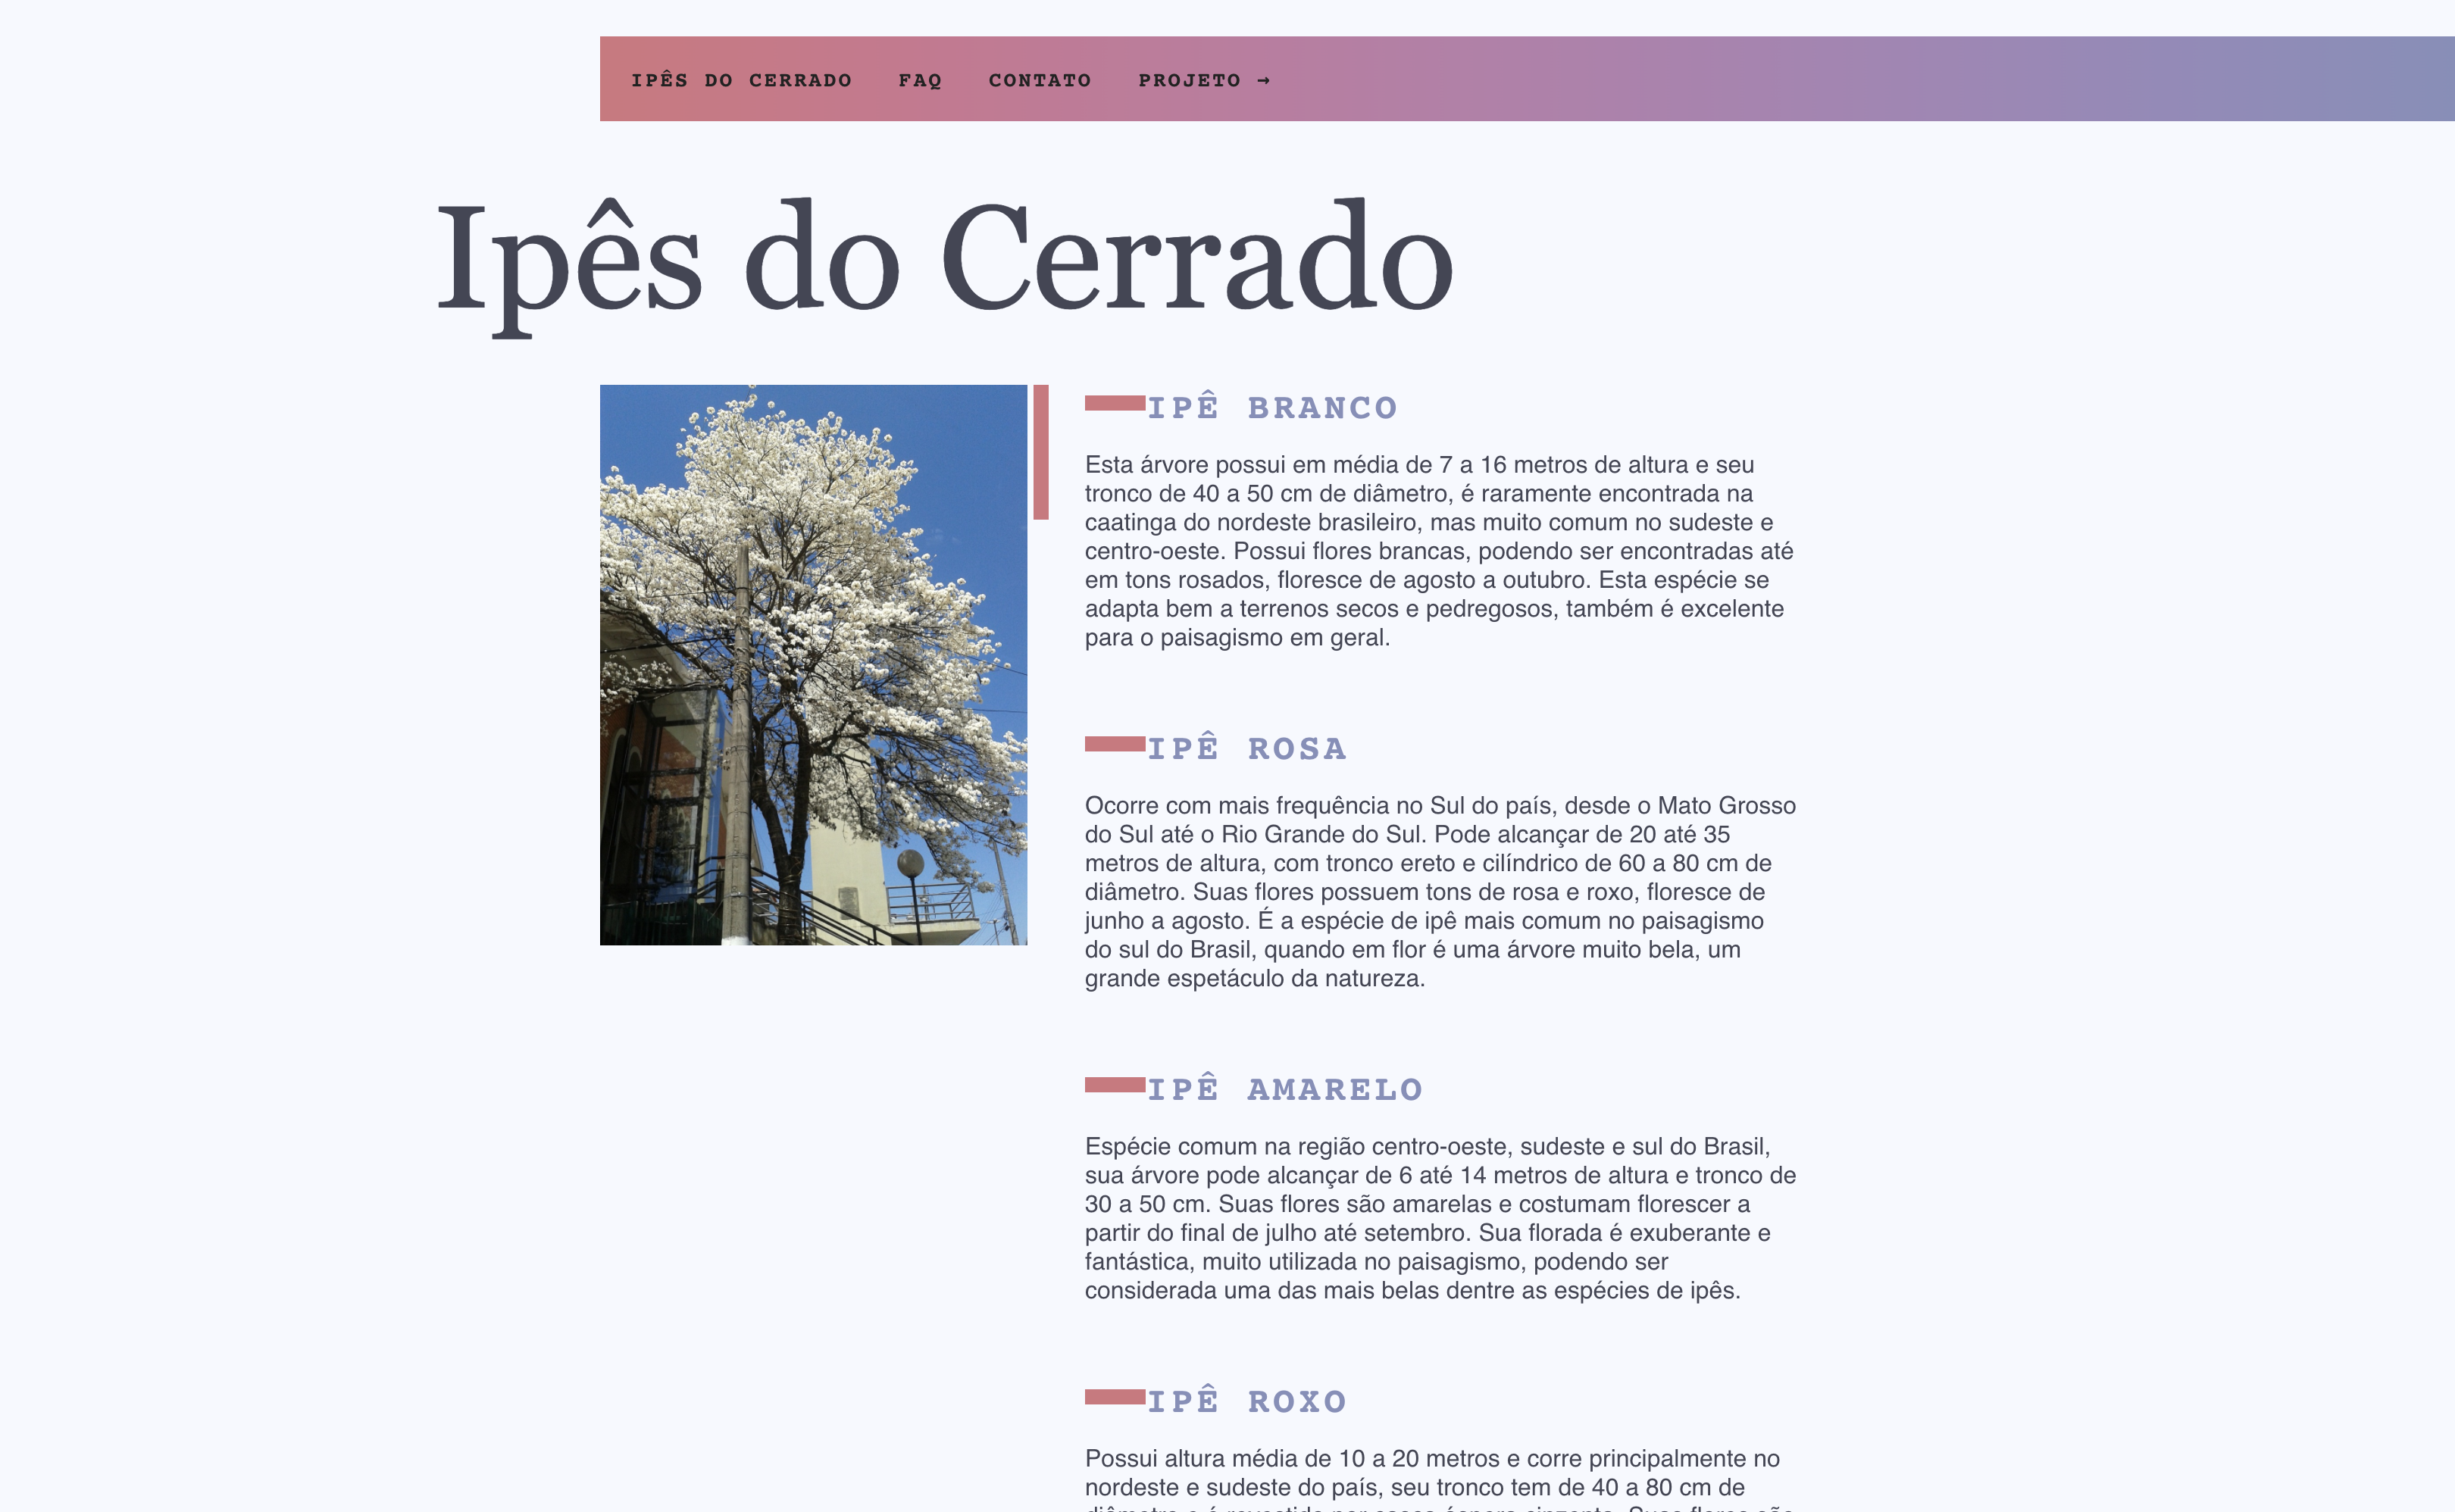 IPÊS DO CERRADO FAQ CONTATO PROJETO →
Ipês do Cerrado
IPÊ BRANCO
Esta árvore possui em média de 7 a 16 metros de altura e seu
tronco de 40 a 50 cm de diâmetro, é raramente encontrada na
caatinga do nordeste brasileiro, mas muito comum no sudeste e
centro-oeste. Possui flores brancas, podendo ser encontradas até
em tons rosados, floresce de agosto a outubro. Esta espécie se
adapta bem a terrenos secos e pedregosos, também é excelente
para o paisagismo em geral.
IPÊ ROSA
Ocorre com mais frequência no Sul do país, desde o Mato Grosso
do Sul até o Rio Grande do Sul. Pode alcançar de 20 até 35
metros de altura, com tronco ereto e cilíndrico de 60 a 80 cm de
diâmetro. Suas flores possuem tons de rosa e roxo, floresce de
junho a agosto. É a espécie de ipê mais comum no paisagismo
do sul do Brasil, quando em flor é uma árvore muito bela, um
grande espetáculo da natureza.
IPÊ AMARELO
Espécie comum na região centro-oeste, sudeste e sul do Brasil,
sua árvore pode alcançar de 6 até 14 metros de altura e tronco de
30 a 50 cm. Suas flores são amarelas e costumam florescer a
partir do final de julho até setembro. Sua florada é exuberante e
fantástica, muito utilizada no paisagismo, podendo ser
considerada uma das mais belas dentre as espécies de ipês.
IPÊ ROXO
Possui altura média de 10 a 20 metros e corre principalmente no
nordeste e sudeste do país, seu tronco tem de 40 a 80 cm de